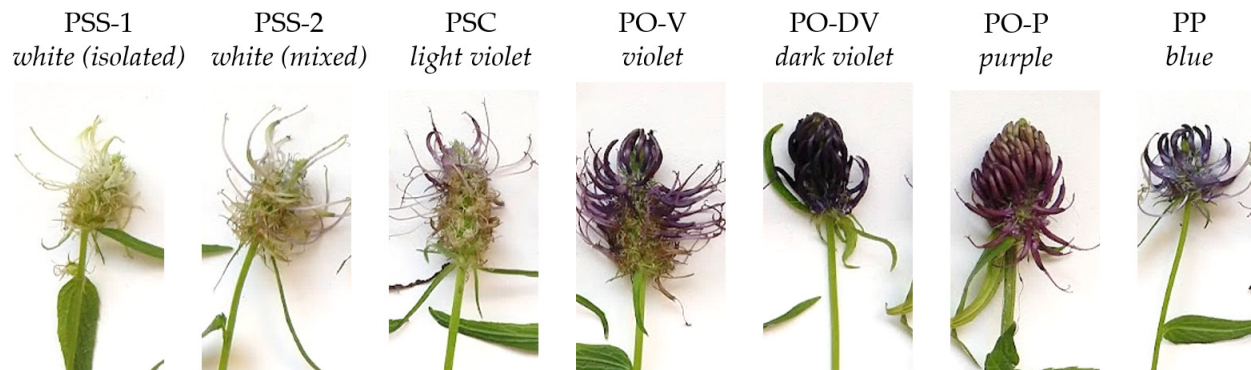 PSS-1
white (isolated)
PSS-2
white (mixed)
PSC
light violet
PO-V
violet
PO-DV
dark violet
PO-P
purple
PP
blue